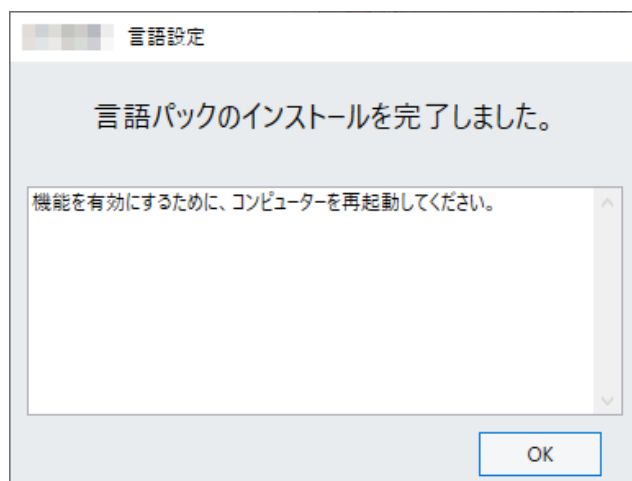 言語設定
言語パックのインストールを完了しました。
機能を有効にするために、コンピューターを再起動してください。
OK